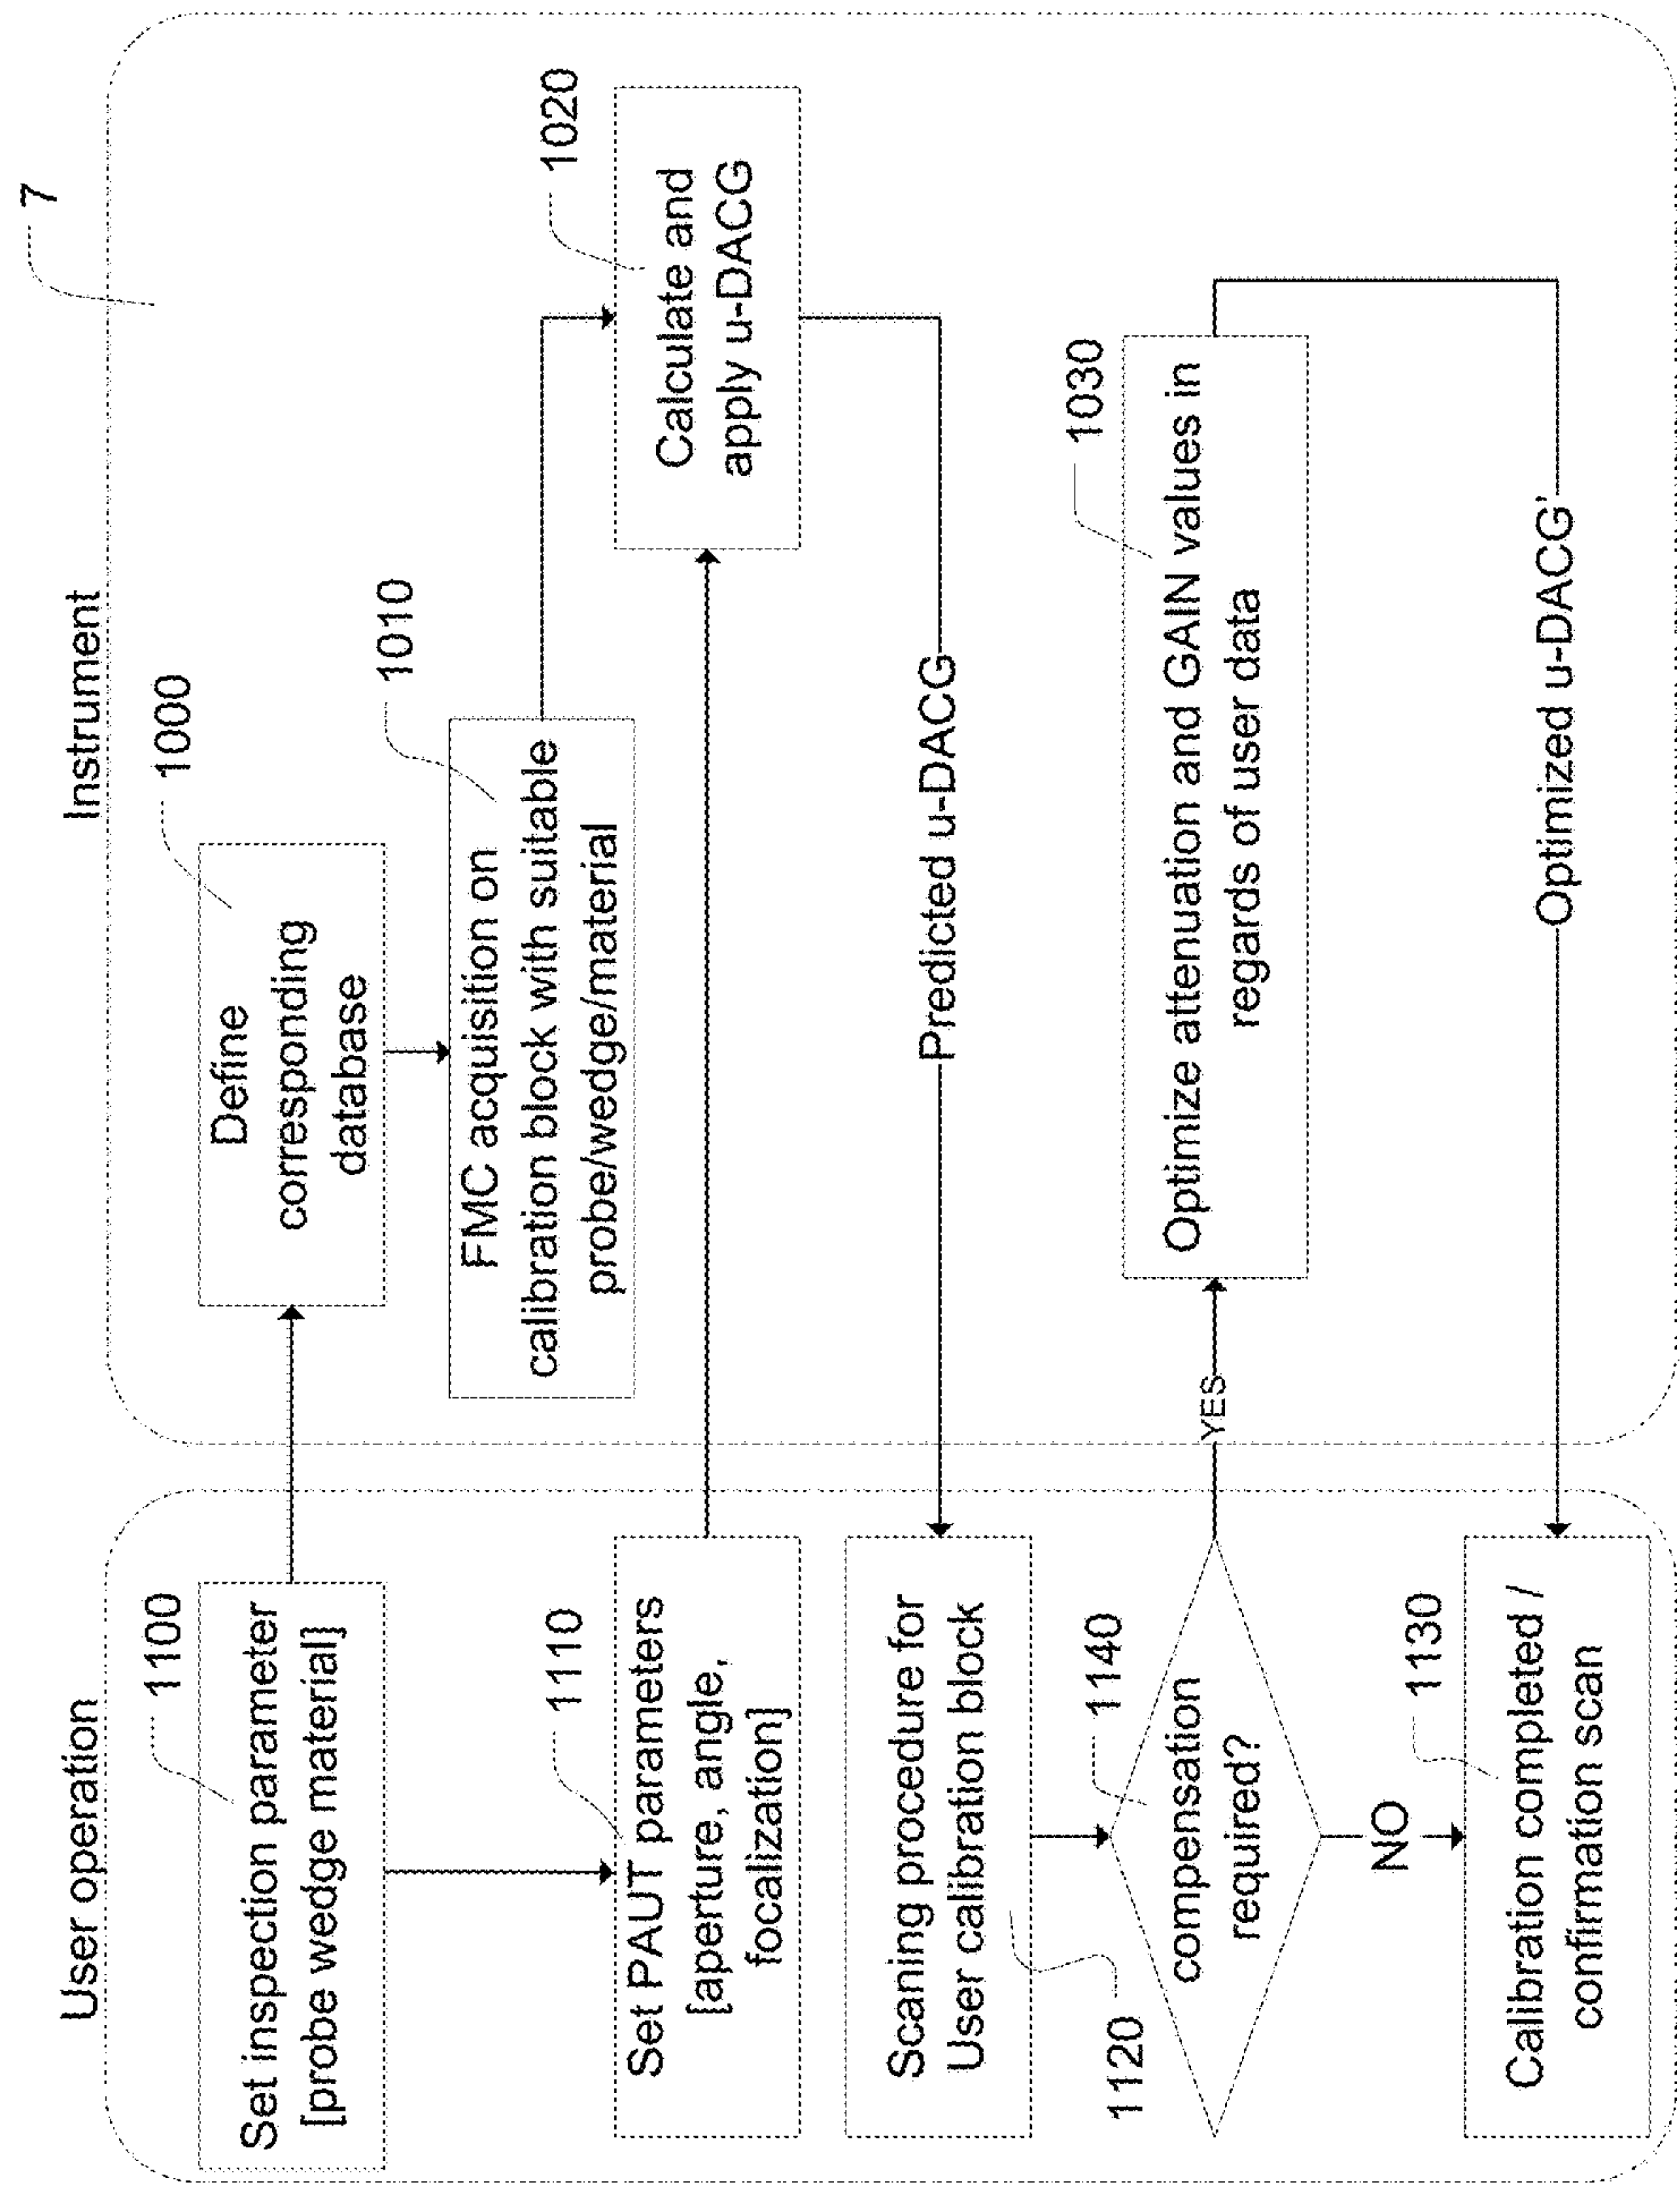 User operation
Instrument
7
1100
Set inspection parameter
[probe wedge material]
1000
Define
corresponding
database
1010
FMC acquisition on
calibration block with suitable
probe/wedge/material
1110
Set PAUT parameters
[aperture, angle,
focalization]
1020
Calculate and
apply u-DACG
Predicted u-DACG
Scaning procedure for
User calibration block
1120
1140
compensation
required?
YES
1030
Optimize attenuation and GAIN values in
regards of user data
NO
1130
Calibration completed /
confirmation scan
Optimized u-DACG'